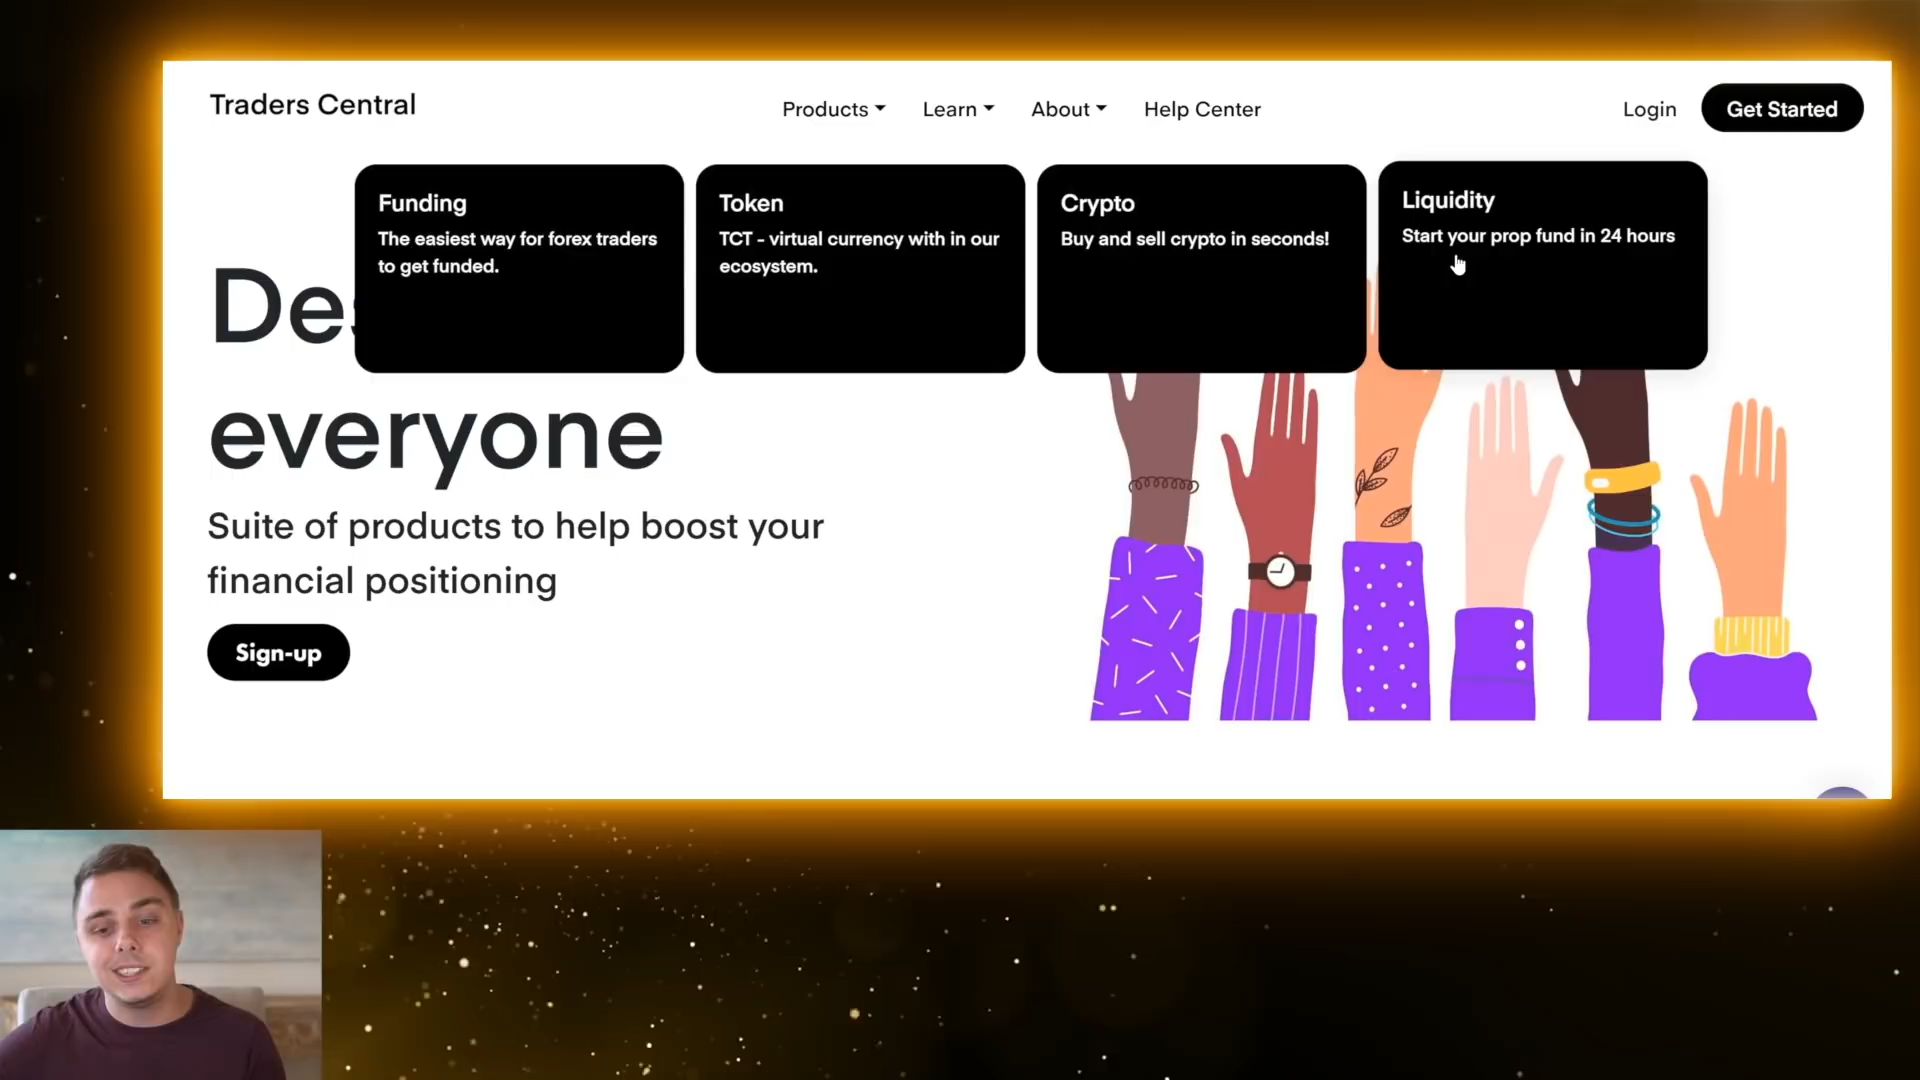 Traders Central
Products
Learn
About
Help Center
Login
Get Started
Funding
The easiest way for forex traders
to get funded.
Token
TCT - virtual currency with in our
ecosystem.
Crypto
Buy and sell crypto in seconds!
Liquidity
Start your prop fund in 24 hours
everyone
Suite of products to help boost your
financial positioning
Sign-up